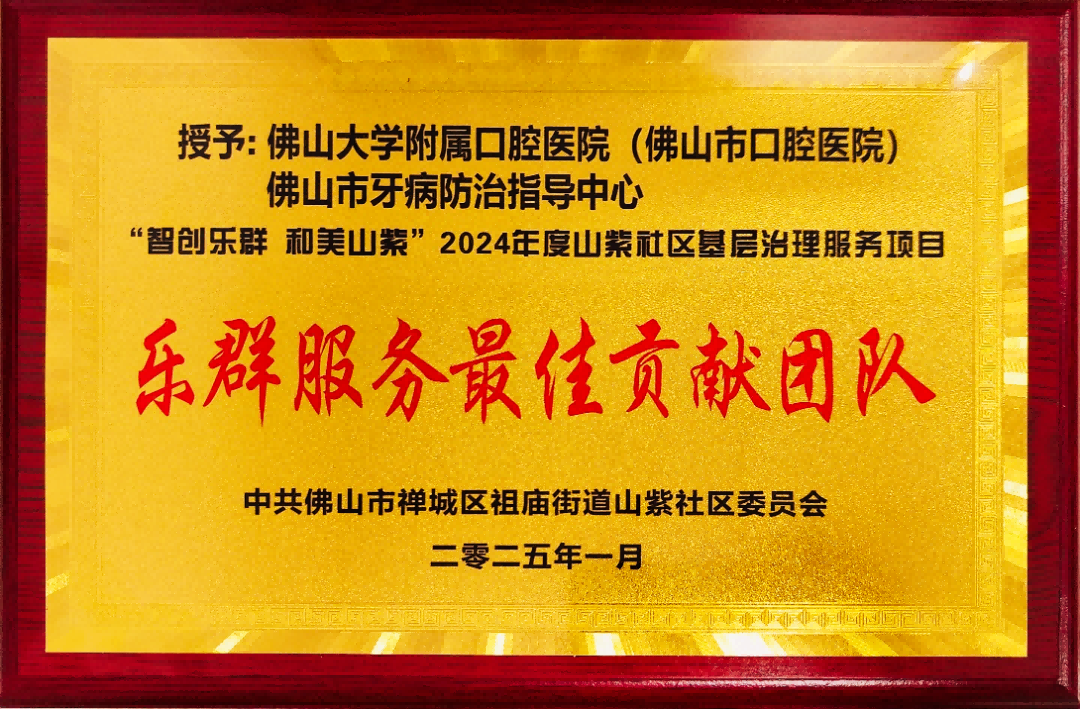 授予: 佛山大学附属口腔医院（佛山市口腔医院）
佛山市牙病防治指导中心
“智创乐群 和美山紫”2024年度山紫社区基层治理服务项目
乐群服务最佳贡献团队
中共佛山市禅城区祖庙街道山紫社区委员会
二零二五年一月